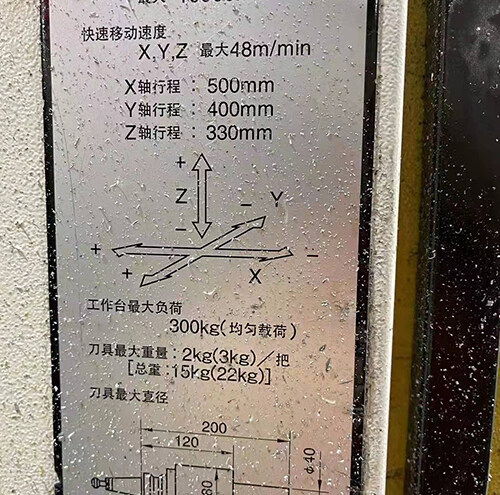 快速移动速度
X,Y,Z 最大48m/min
X轴行程 : 500mm
Y轴行程 : 400mm
Z轴行程 : 330mm
+
Z
− Y
−
+ −
+ X
工作台最大负荷
300kg(均匀载荷)
刀具最大重量:2kg(3kg)/把
[总重:15kg(22kg)]
刀具最大直径
200
120
φ40
80